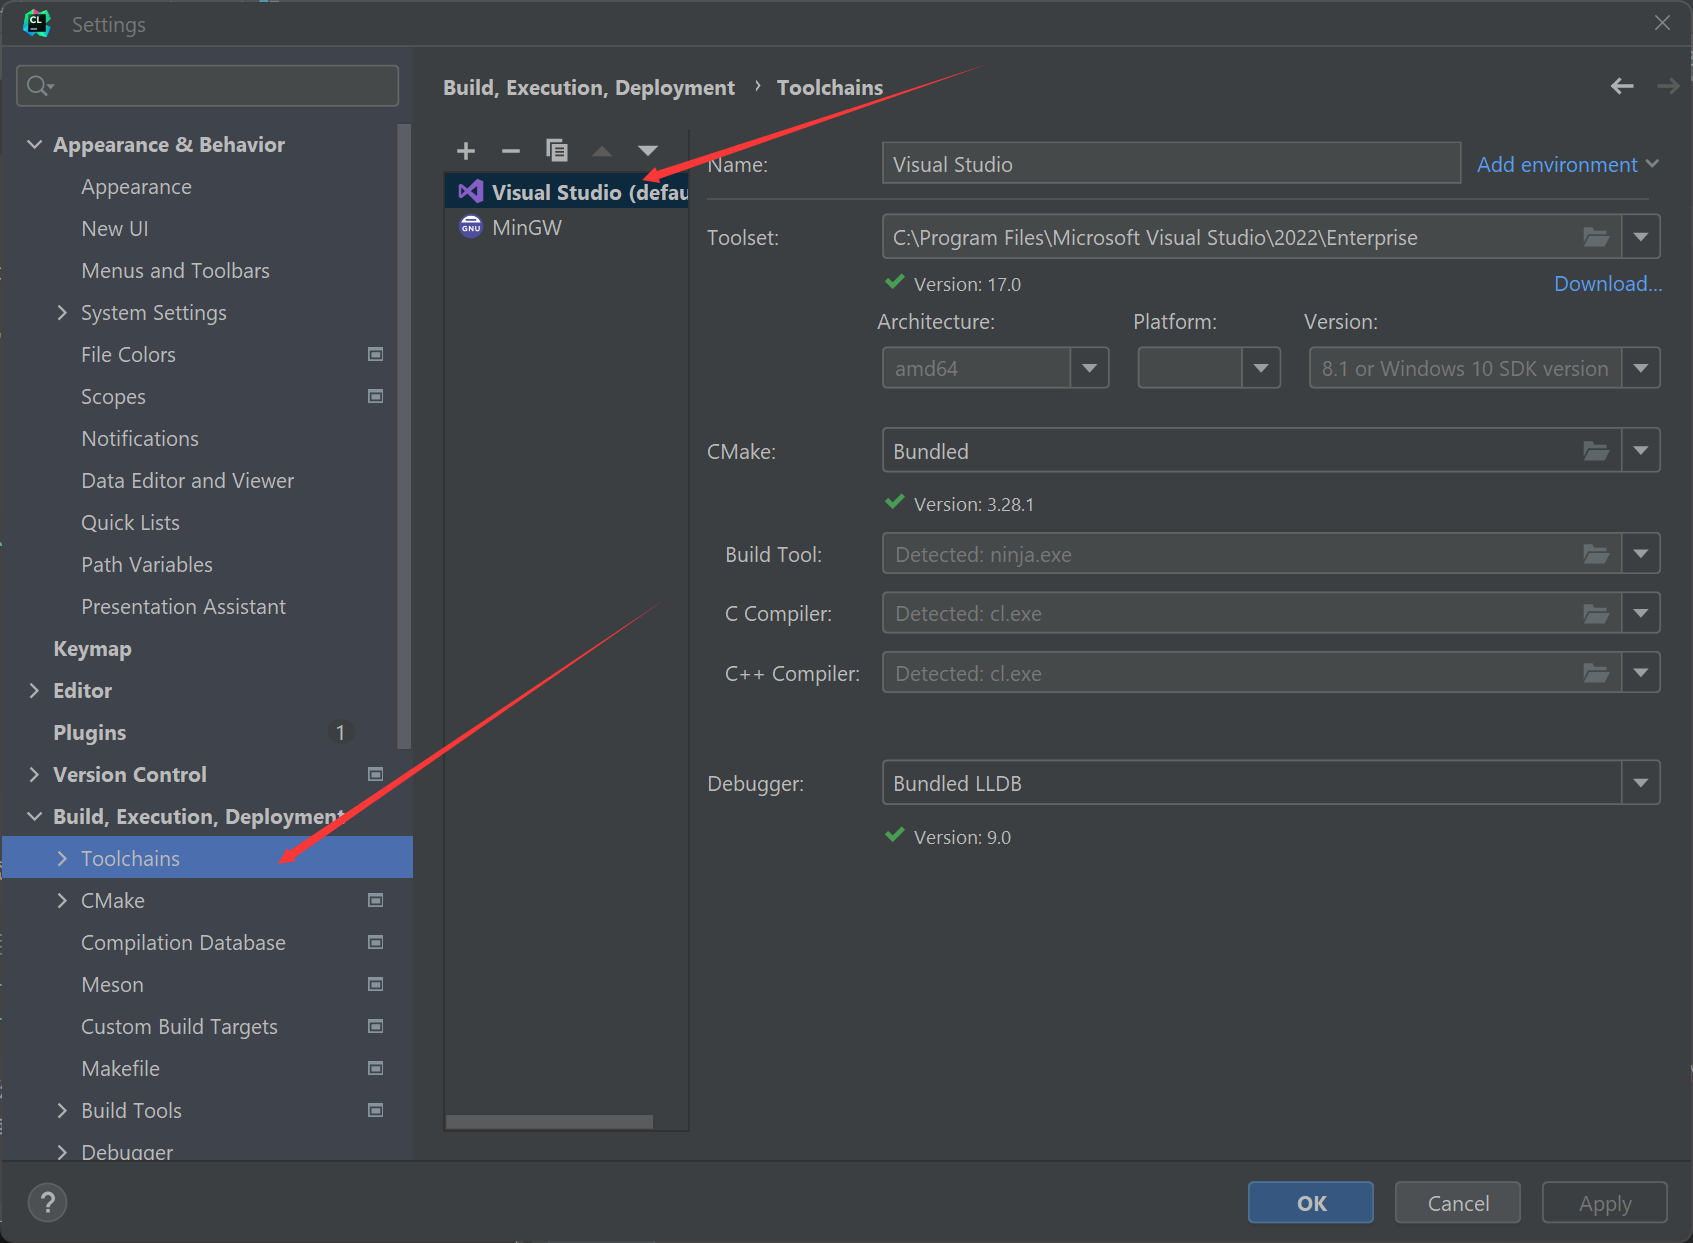 CL
Settings
Appearance & Behavior
Appearance
New UI
Menus and Toolbars
System Settings
File Colors
Scopes
Notifications
Data Editor and Viewer
Quick Lists
Path Variables
Presentation Assistant
Keymap
Editor
Plugins 1
Version Control
Build, Execution, Deployment
Toolchains
CMake
Compilation Database
Meson
Custom Build Targets
Makefile
Build Tools
Debugger
Build, Execution, Deployment › Toolchains
Visual Studio (defau
GNU MinGW
Name: Visual Studio Add environment
Toolset: C:\Program Files\Microsoft Visual Studio\2022\Enterprise
Version: 17.0 Download...
Architecture: Platform: Version:
amd64 8.1 or Windows 10 SDK version
CMake: Bundled
Version: 3.28.1
Build Tool: Detected: ninja.exe
C Compiler: Detected: cl.exe
C++ Compiler: Detected: cl.exe
Debugger: Bundled LLDB
Version: 9.0
? OK Cancel Apply